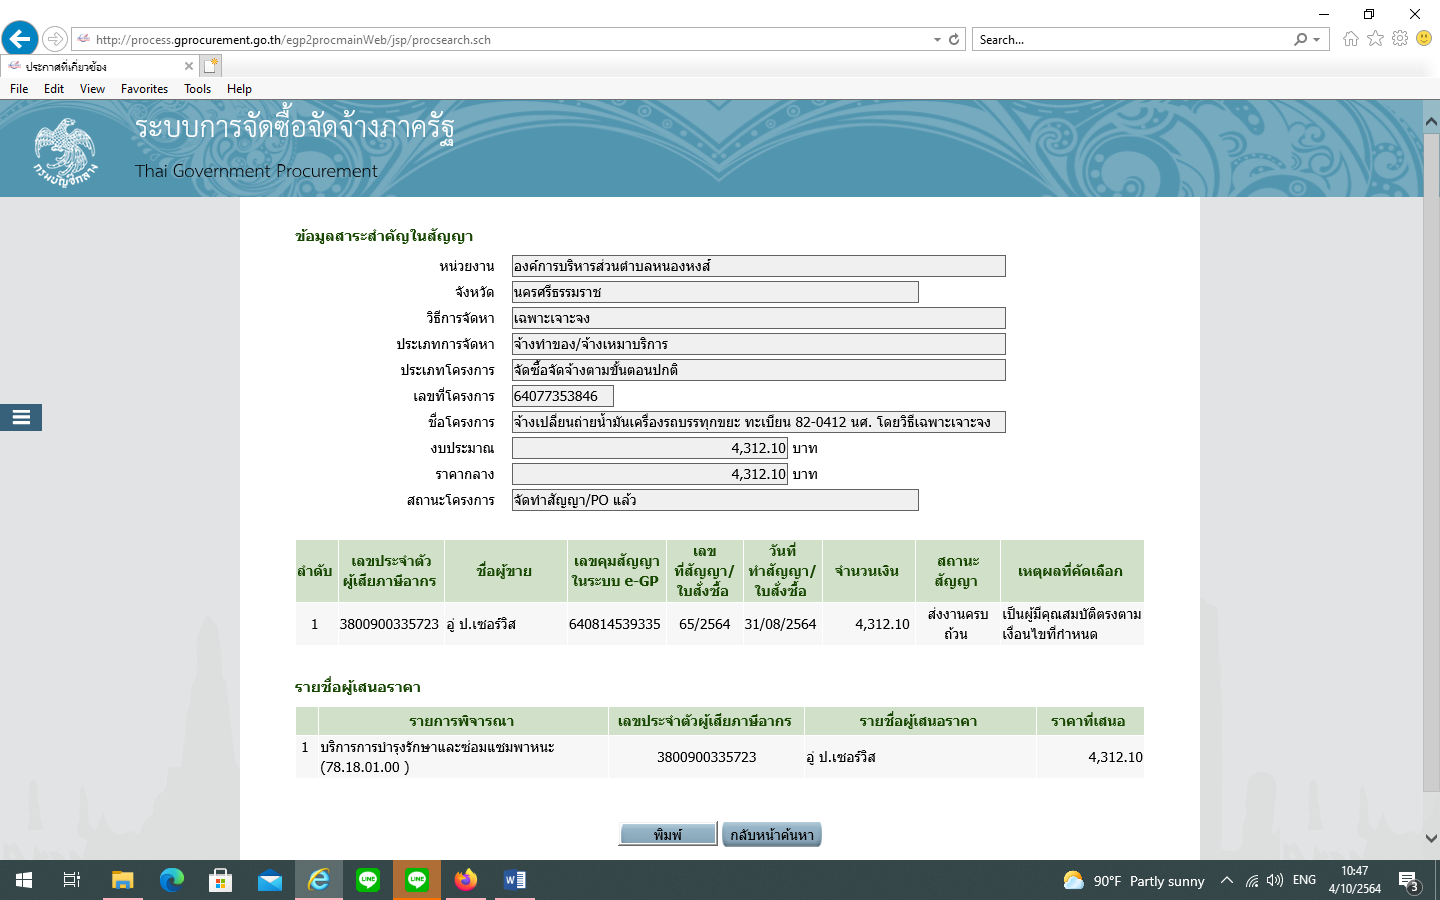 http://process.gprocurement.go.th/egp2procmainWeb/jsp/procsearch.sch
Search...
ประกาศที่เกี่ยวข้อง
File Edit View Favorites Tools Help
กรมบัญชีกลาง
ระบบการจัดซื้อจัดจ้างภาครัฐ
Thai Government Procurement
ข้อมูลสาระสำคัญในสัญญา
หน่วยงาน องค์การบริหารส่วนตำบลหนองหงส์
จังหวัด นครศรีธรรมราช
วิธีการจัดหา เฉพาะเจาะจง
ประเภทการจัดหา จ้างทำของ/จ้างเหมาบริการ
ประเภทโครงการ จัดซื้อจัดจ้างตามขั้นตอนปกติ
เลขที่โครงการ 64077353846
ชื่อโครงการ จ้างเปลี่ยนถ่ายน้ำมันเครื่องรถบรรทุกขยะ ทะเบียน 82-0412 นศ. โดยวิธีเฉพาะเจาะจง
งบประมาณ 4,312.10 บาท
ราคากลาง 4,312.10 บาท
สถานะโครงการ จัดทำสัญญา/PO แล้ว
ลำดับ เลขประจำตัวผู้เสียภาษีอากร ชื่อผู้ขาย เลขคุมสัญญาในระบบ e-GP เลขที่สัญญา/ใบสั่งซื้อ วันที่ทำสัญญา/ใบสั่งซื้อ จำนวนเงิน สถานะสัญญา เหตุผลที่คัดเลือก
1 3800900335723 อู่ ป.เซอร์วิส 640814539335 65/2564 31/08/2564 4,312.10 ส่งงานครบถ้วน เป็นผู้มีคุณสมบัติตรงตามเงื่อนไขที่กำหนด
รายชื่อผู้เสนอราคา
รายการพิจารณา เลขประจำตัวผู้เสียภาษีอากร รายชื่อผู้เสนอราคา ราคาที่เสนอ
1 บริการการบำรุงรักษาและซ่อมแซมพาหนะ (78.18.01.00 ) 3800900335723 อู่ ป.เซอร์วิส 4,312.10
พิมพ์ กลับหน้าค้นหา
LINE LINE 90°F Partly sunny ENG 10:47
4/10/2564 3